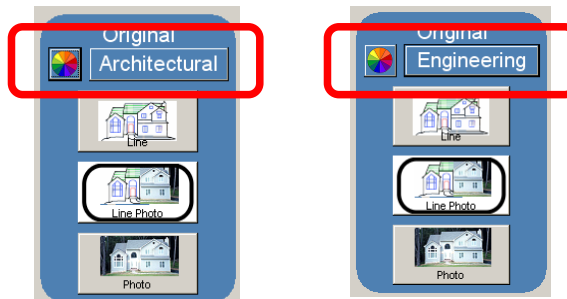 Original
Architectural
Line
Line Photo
Photo
Original
Engineering
Line
Line Photo
Photo